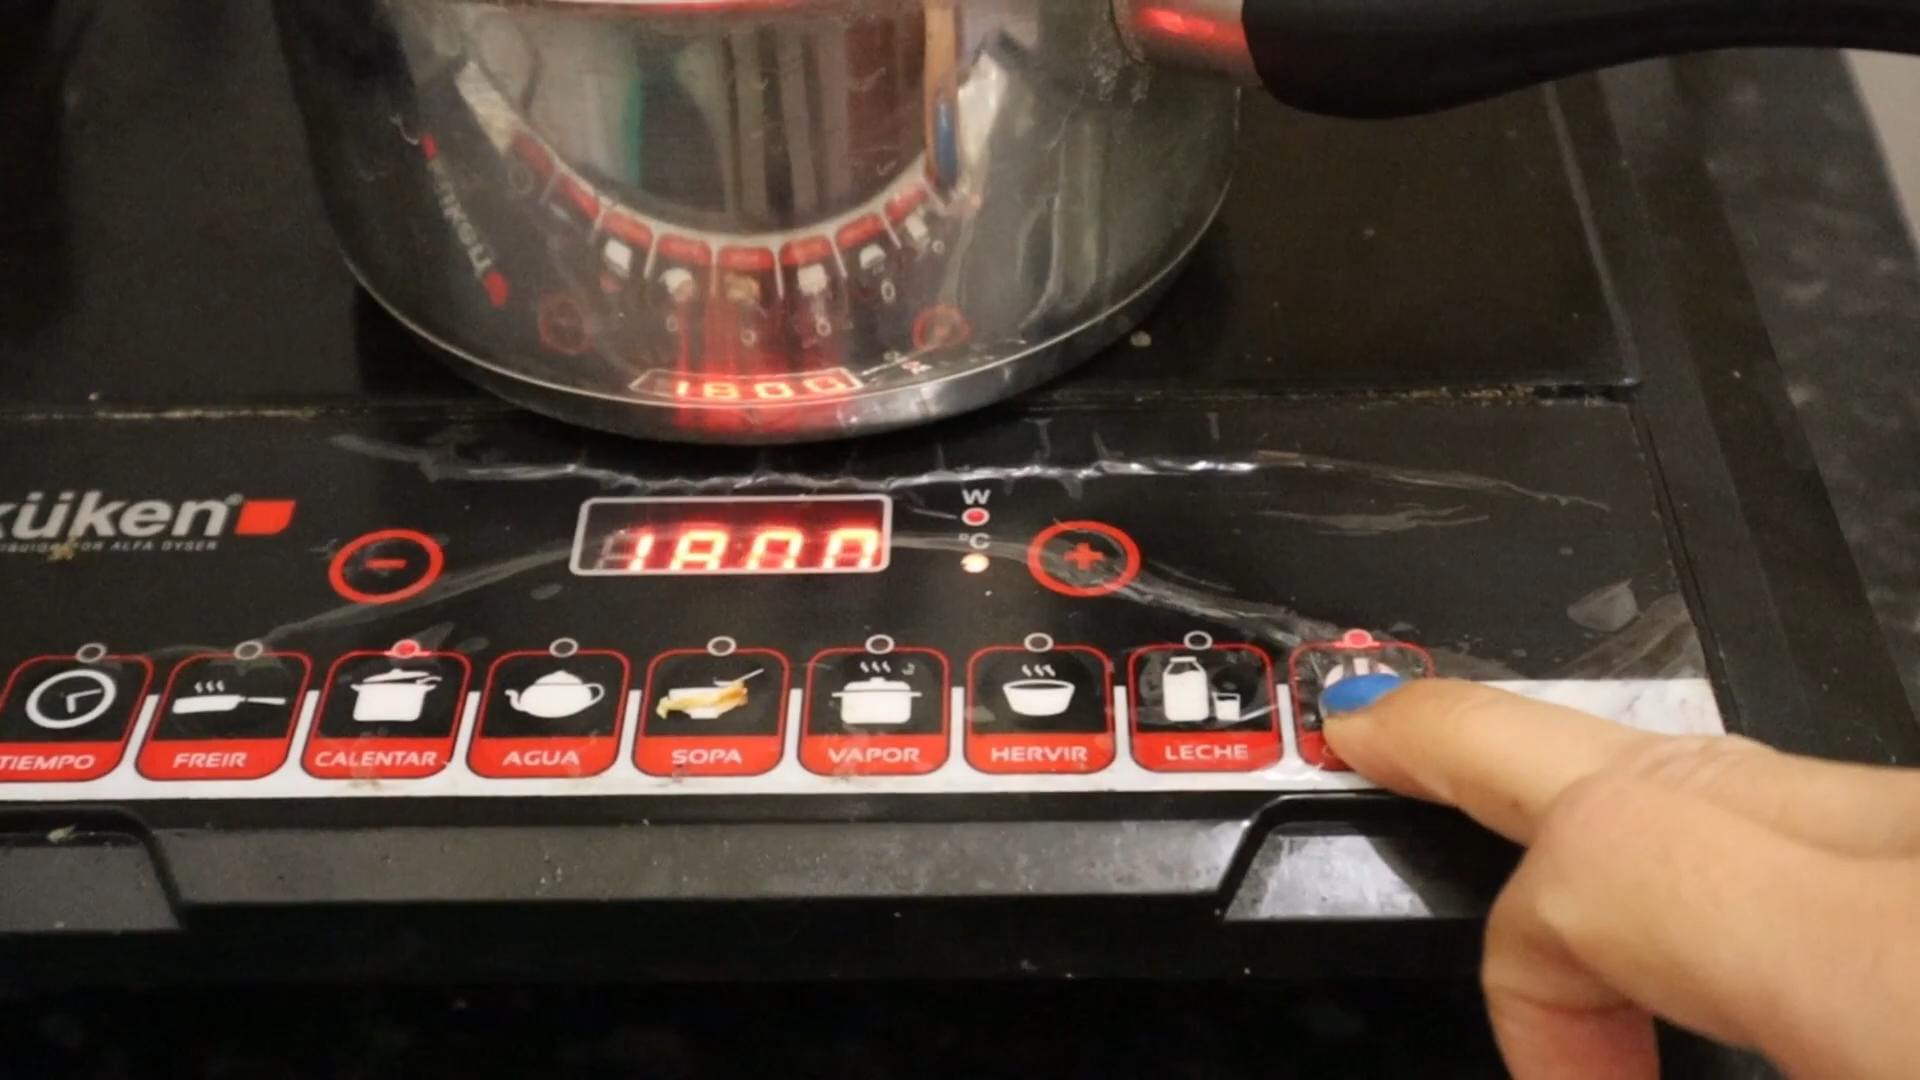 küken
W
1800
°C
- +
TIEMPO FREIR CALENTAR AGUA SOPA VAPOR HERVIR LECHE